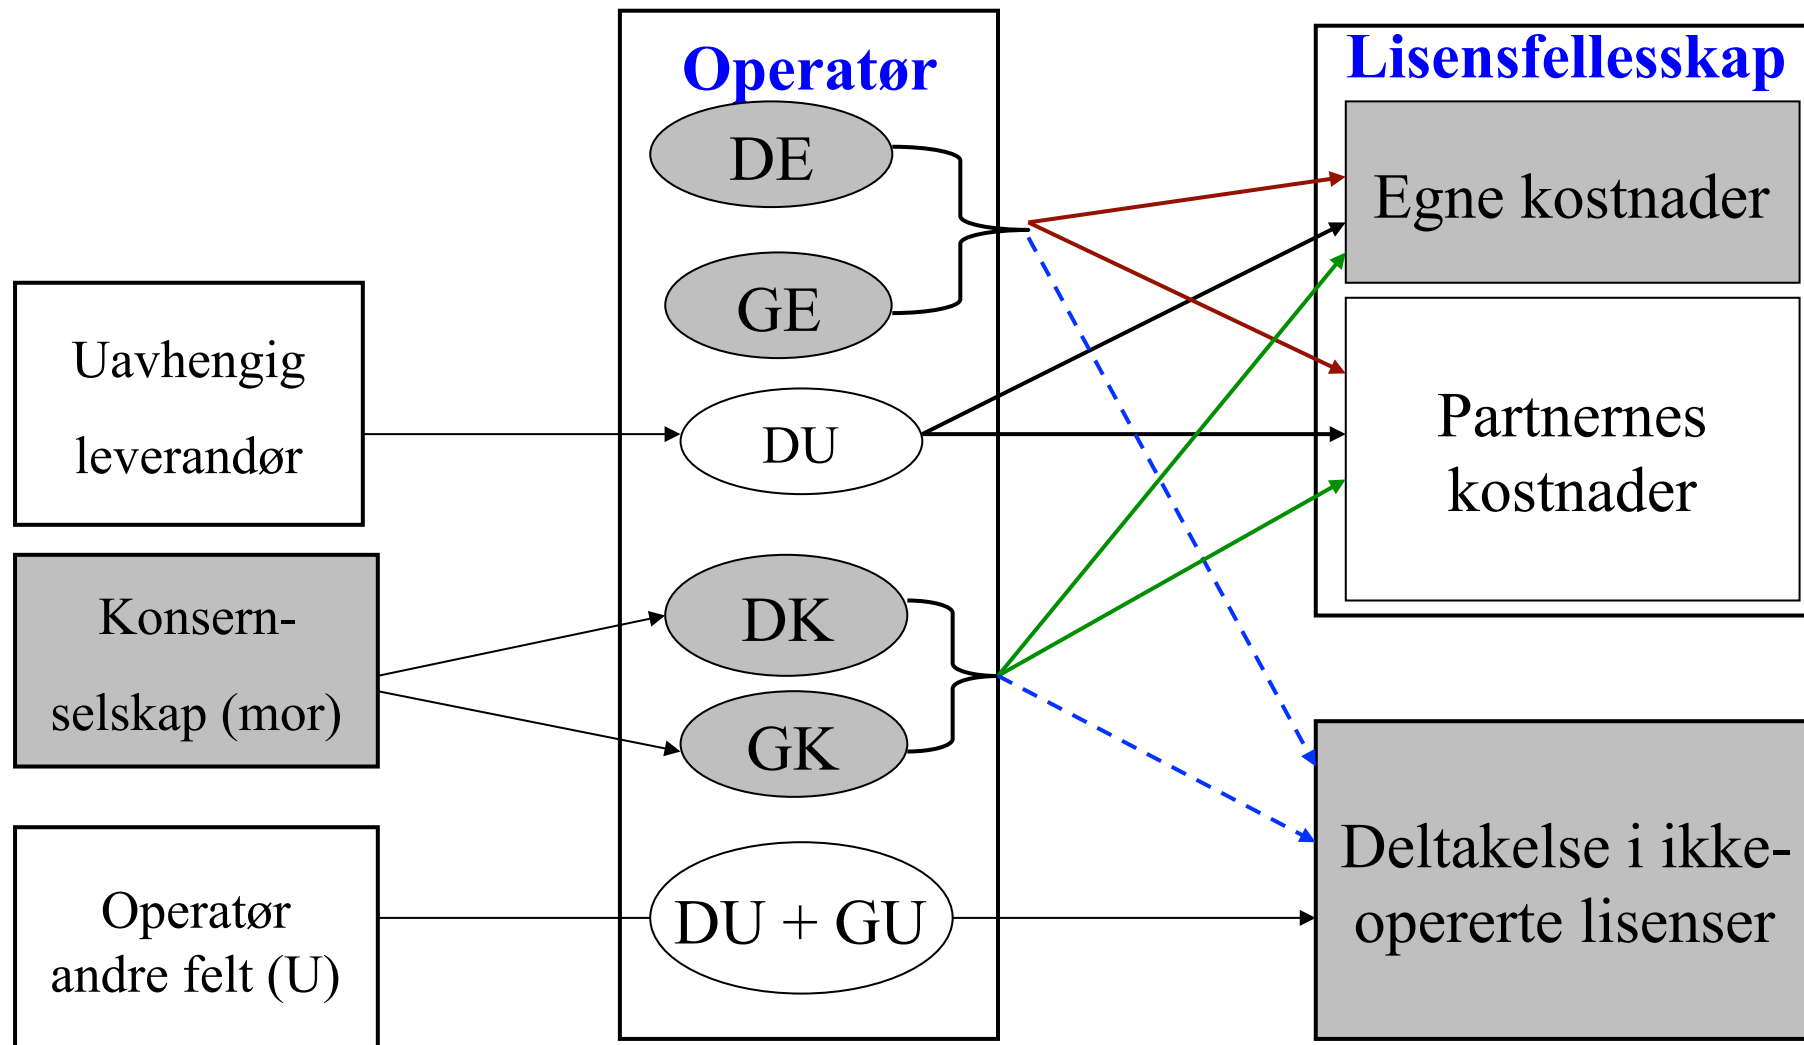 Operatør
DE
GE
DU
DK
GK
DU + GU
Uavhengig
leverandør
Konsern-
selskap (mor)
Operatør
andre felt (U)
Lisensfellesskap
Egne kostnader
Partnernes
kostnader
Deltakelse i ikke-
opererte lisenser